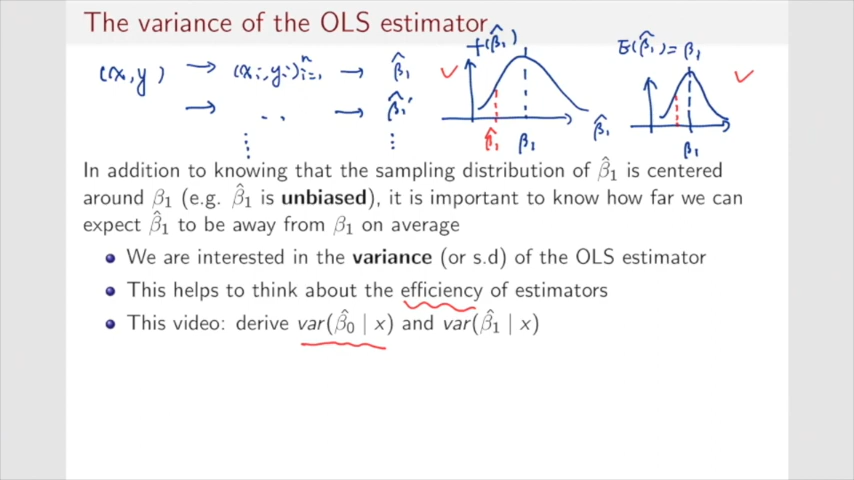 The variance of the OLS estimator
(x,y) → (xᵢ,yᵢ)ⁿᵢ₌₁ → β̂₁
→ .. → β̂₁'
⋮ ⋮
f(β̂₁)
β̂₁ β₁ β̂₁
E(β̂₁) = β₁
β₁
In addition to knowing that the sampling distribution of β̂₁ is centered
around β₁ (e.g. β̂₁ is unbiased), it is important to know how far we can
expect β̂₁ to be away from β₁ on average
We are interested in the variance (or s.d) of the OLS estimator
This helps to think about the efficiency of estimators
This video: derive var(β̂₀ | x) and var(β̂₁ | x)